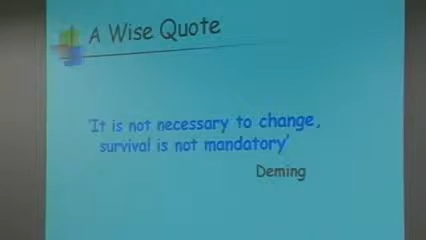 A Wise Quote
'It is not necessary to change,
survival is not mandatory'
Deming